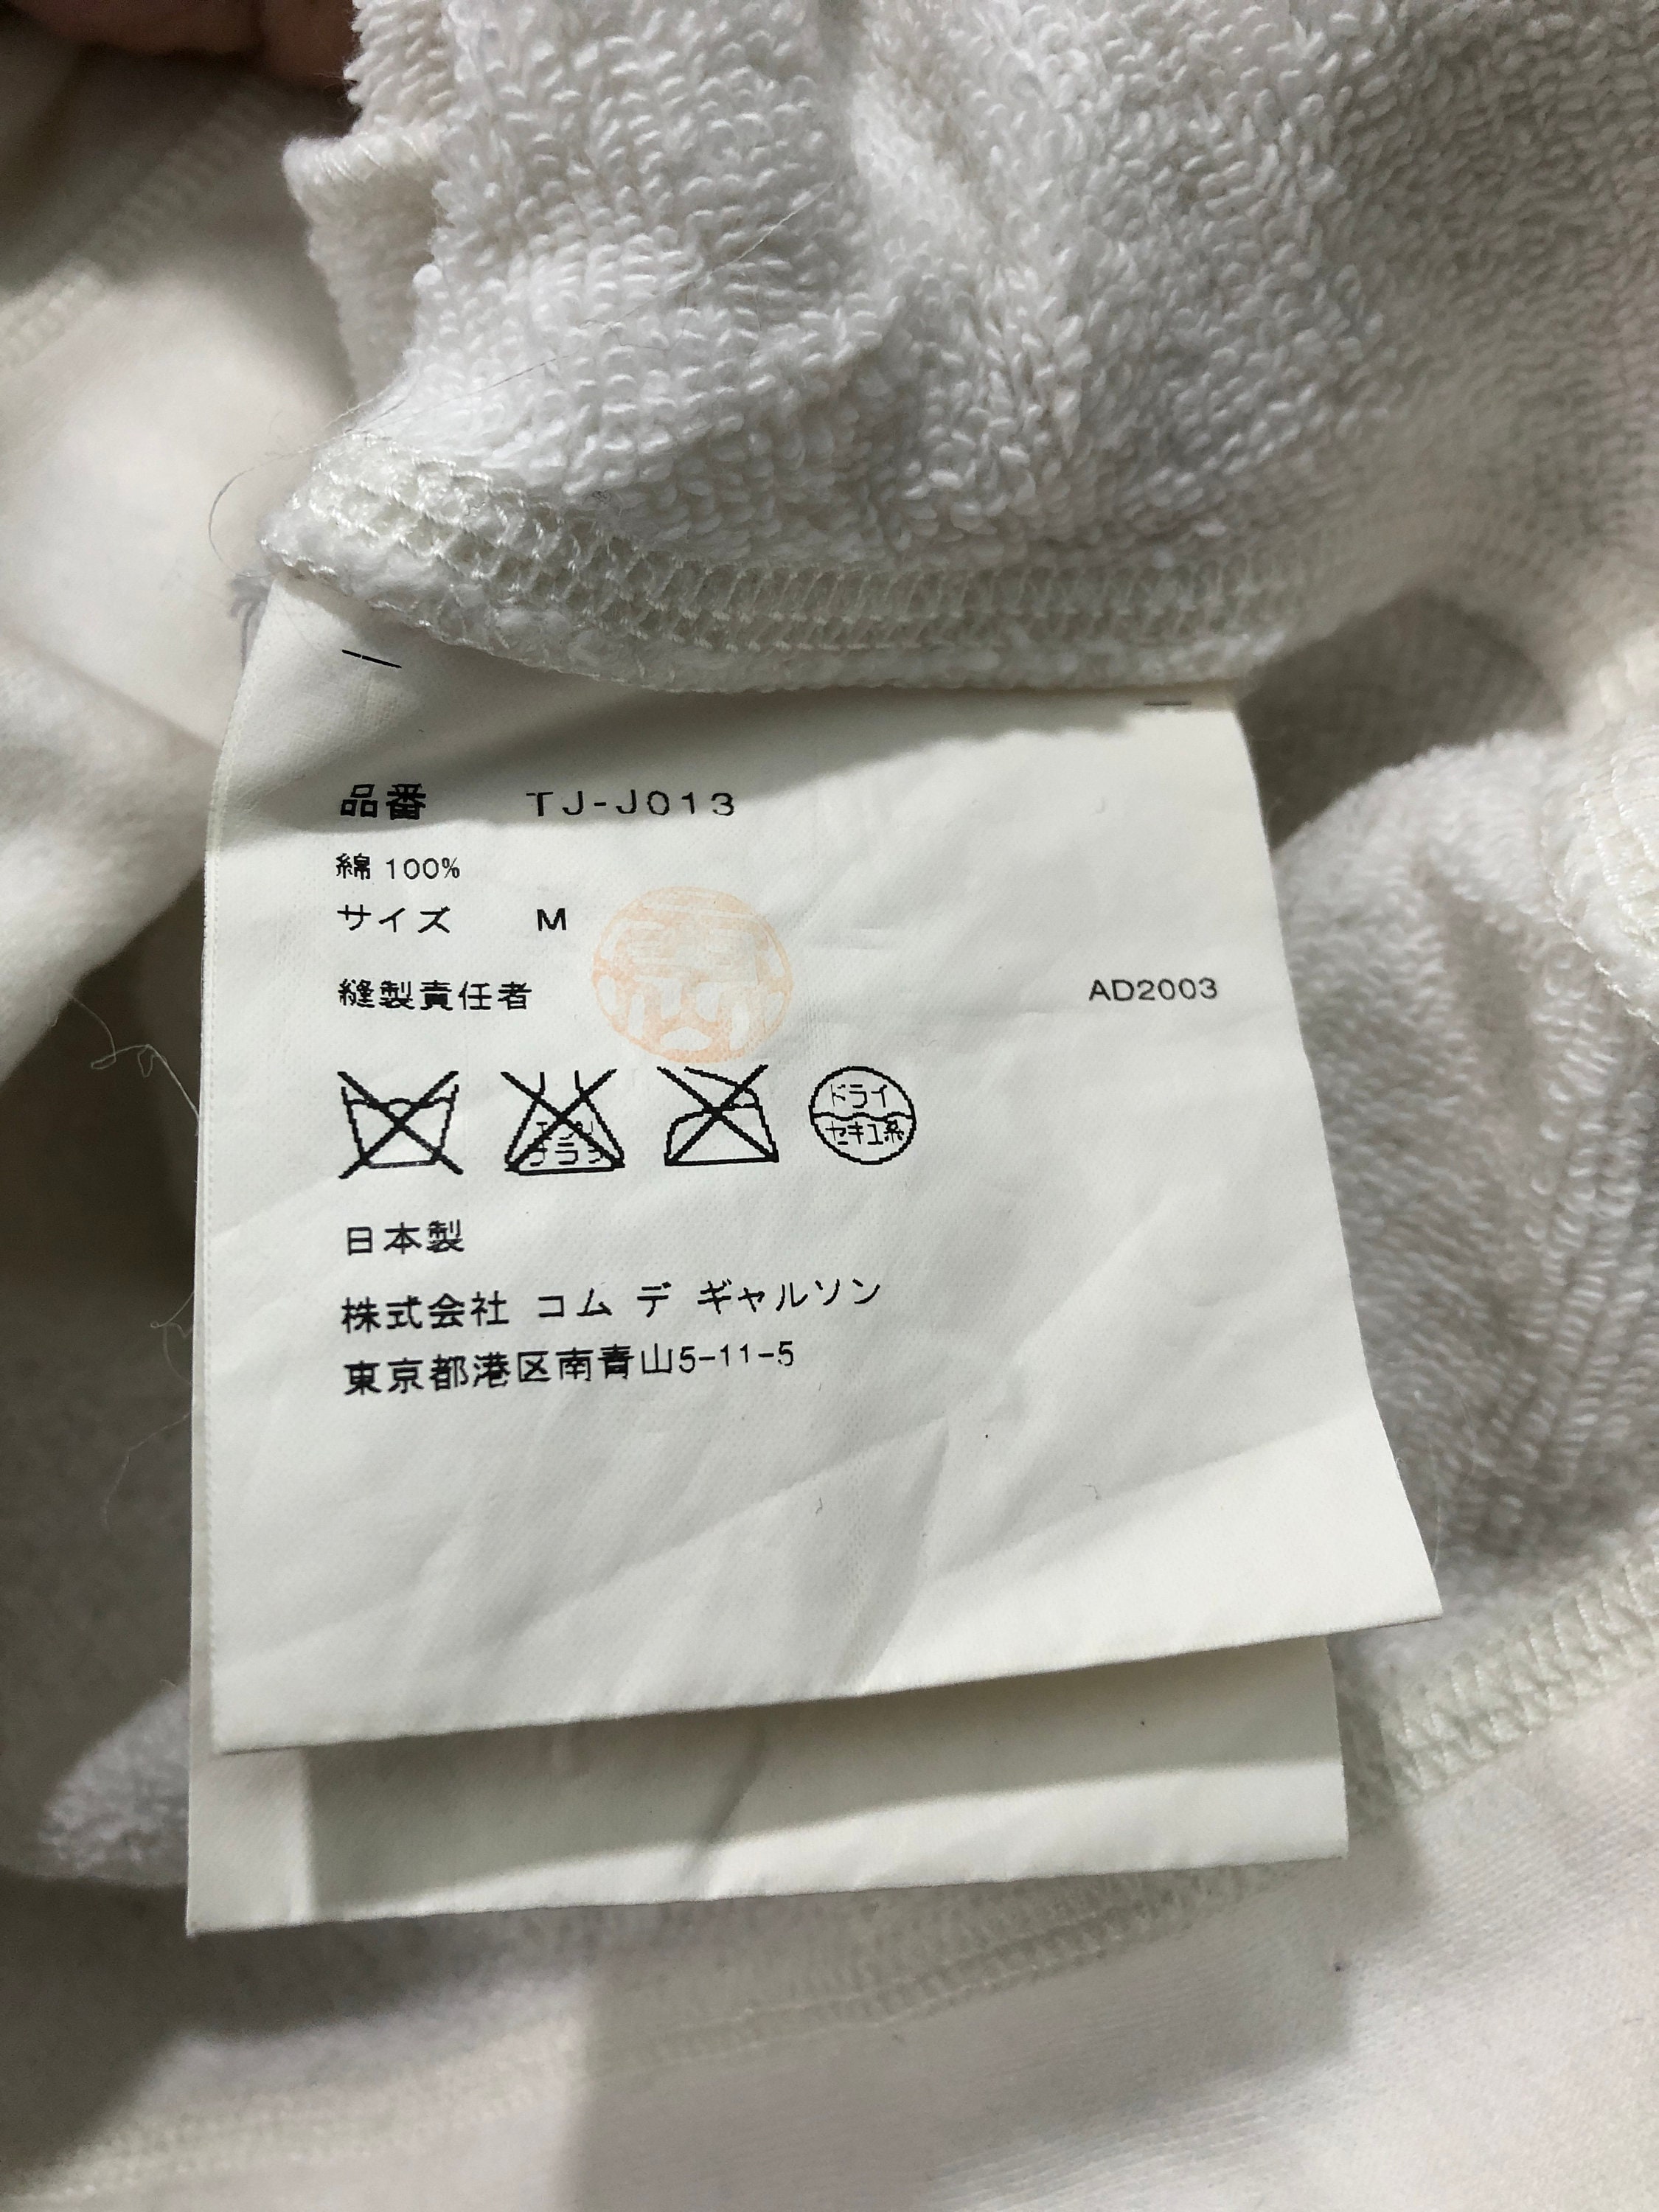 品番 TJ-J013
綿 100%
サイズ M
縫製責任者 AD2003
ドライ
セキユ系
日本製
株式会社 コム デ ギャルソン
東京都港区南青山5-11-5